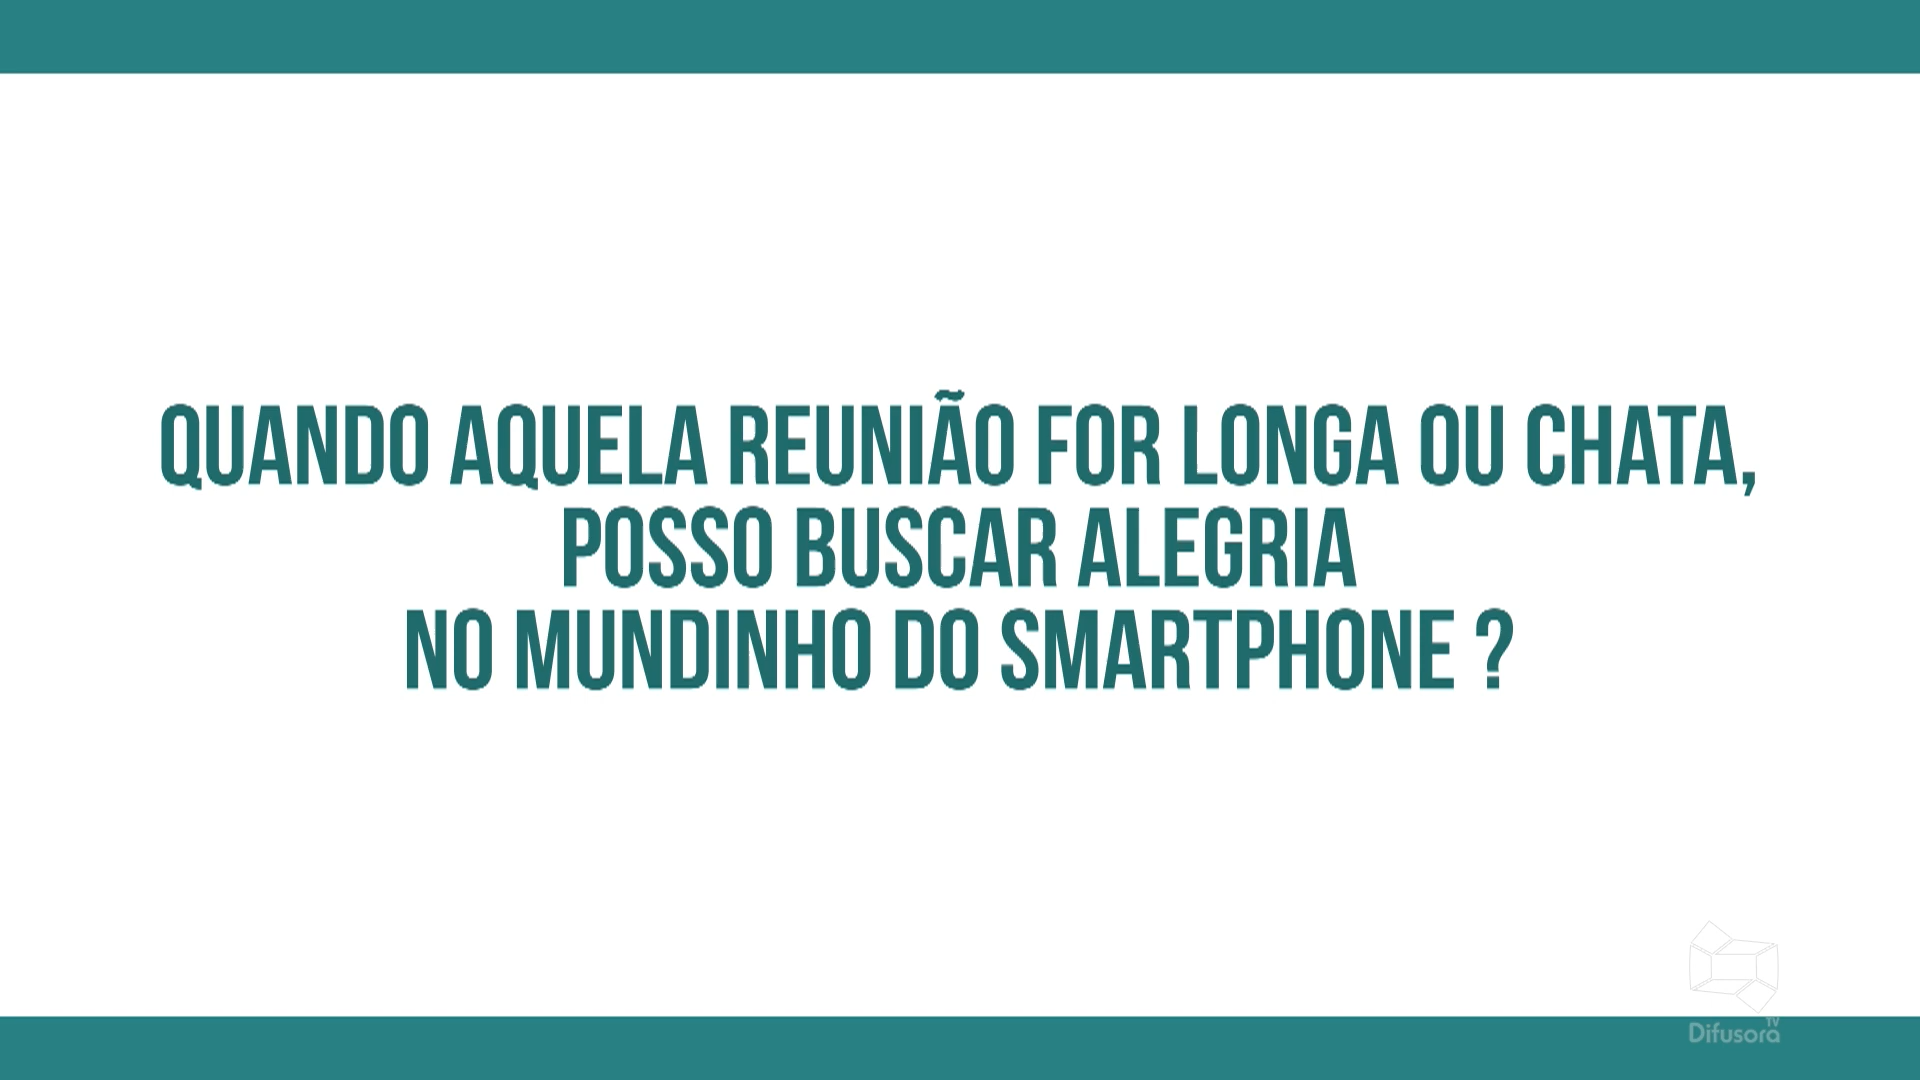 QUANDO AQUELA REUNIÃO FOR LONGA OU CHATA,
POSSO BUSCAR ALEGRIA
NO MUNDINHO DO SMARTPHONE ?
TV
Difusora